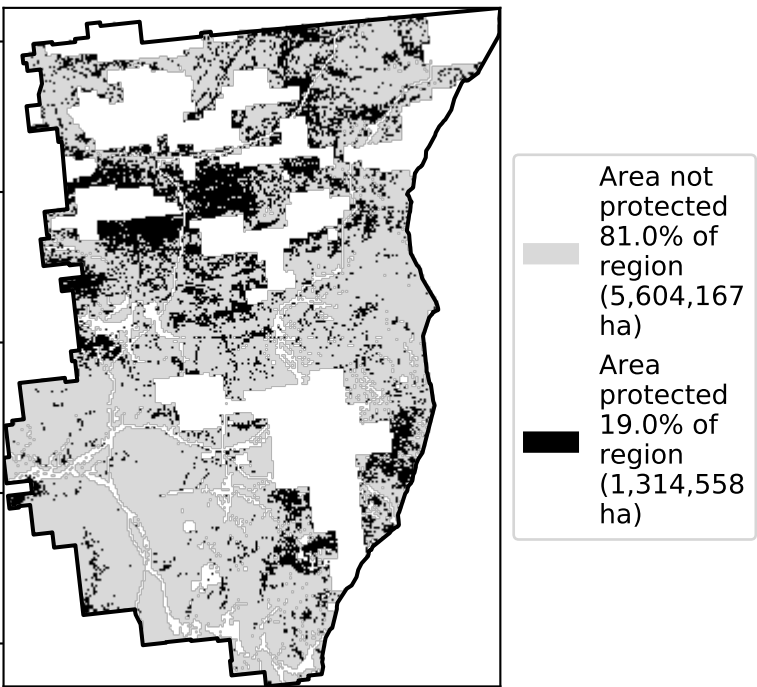 Area not
protected
81.0% of
region
(5,604,167
ha)
Area
protected
19.0% of
region
(1,314,558
ha)